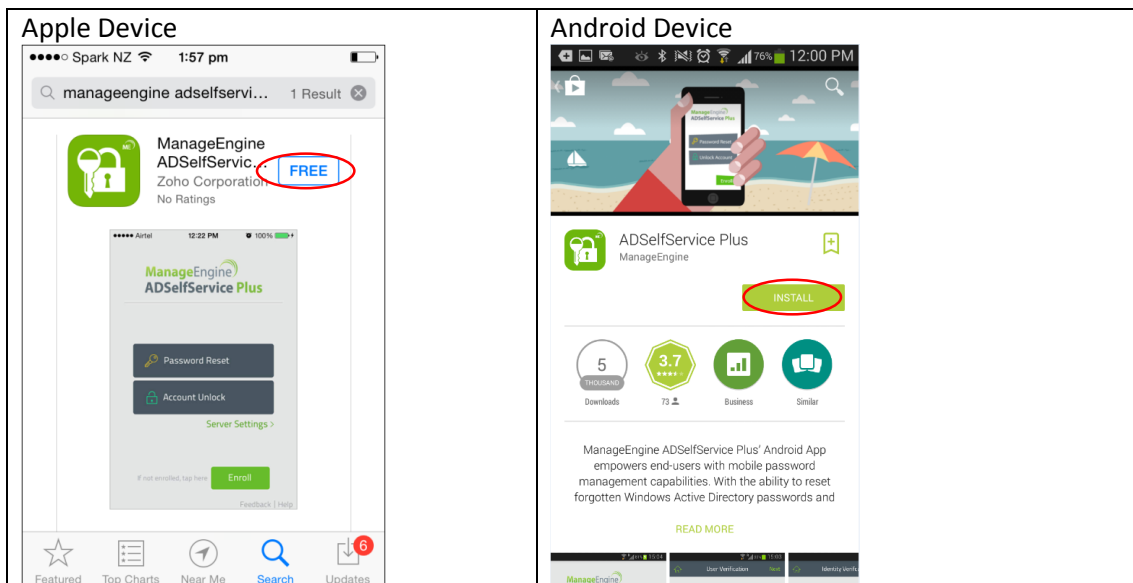 Apple Device
Spark NZ 1:57 pm
manageengine adselfservi... 1 Result
ManageEngine
ADSelfServic...
FREE
Zoho Corporation
No Ratings
Airtel 12:22 PM 100%
ManageEngine
ADSelfService Plus
Password Reset
Account Unlock
Server Settings >
If not enrolled, tap here Enroll
Feedback | Help
6
Featured Top Charts Near Me Search Updates
Android Device
76% 12:00 PM
ManageEngine
ADSelfService Plus
Password Reset
Unlock Account
ADSelfService Plus
ManageEngine
INSTALL
5
THOUSAND
3.7
Downloads 73 Business Similar
ManageEngine ADSelfService Plus' Android App
empowers end-users with mobile password
management capabilities. With the ability to reset
forgotten Windows Active Directory passwords and
READ MORE
ManageEngine
User Verification Next